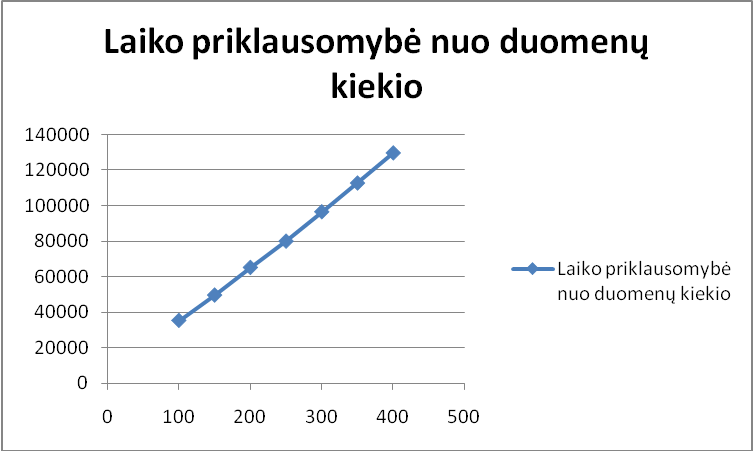 Laiko priklausomybė nuo duomenų
kiekio
140000
120000
100000
80000
60000
40000
20000
0
0 100 200 300 400 500
Laiko priklausomybė
nuo duomenų kiekio